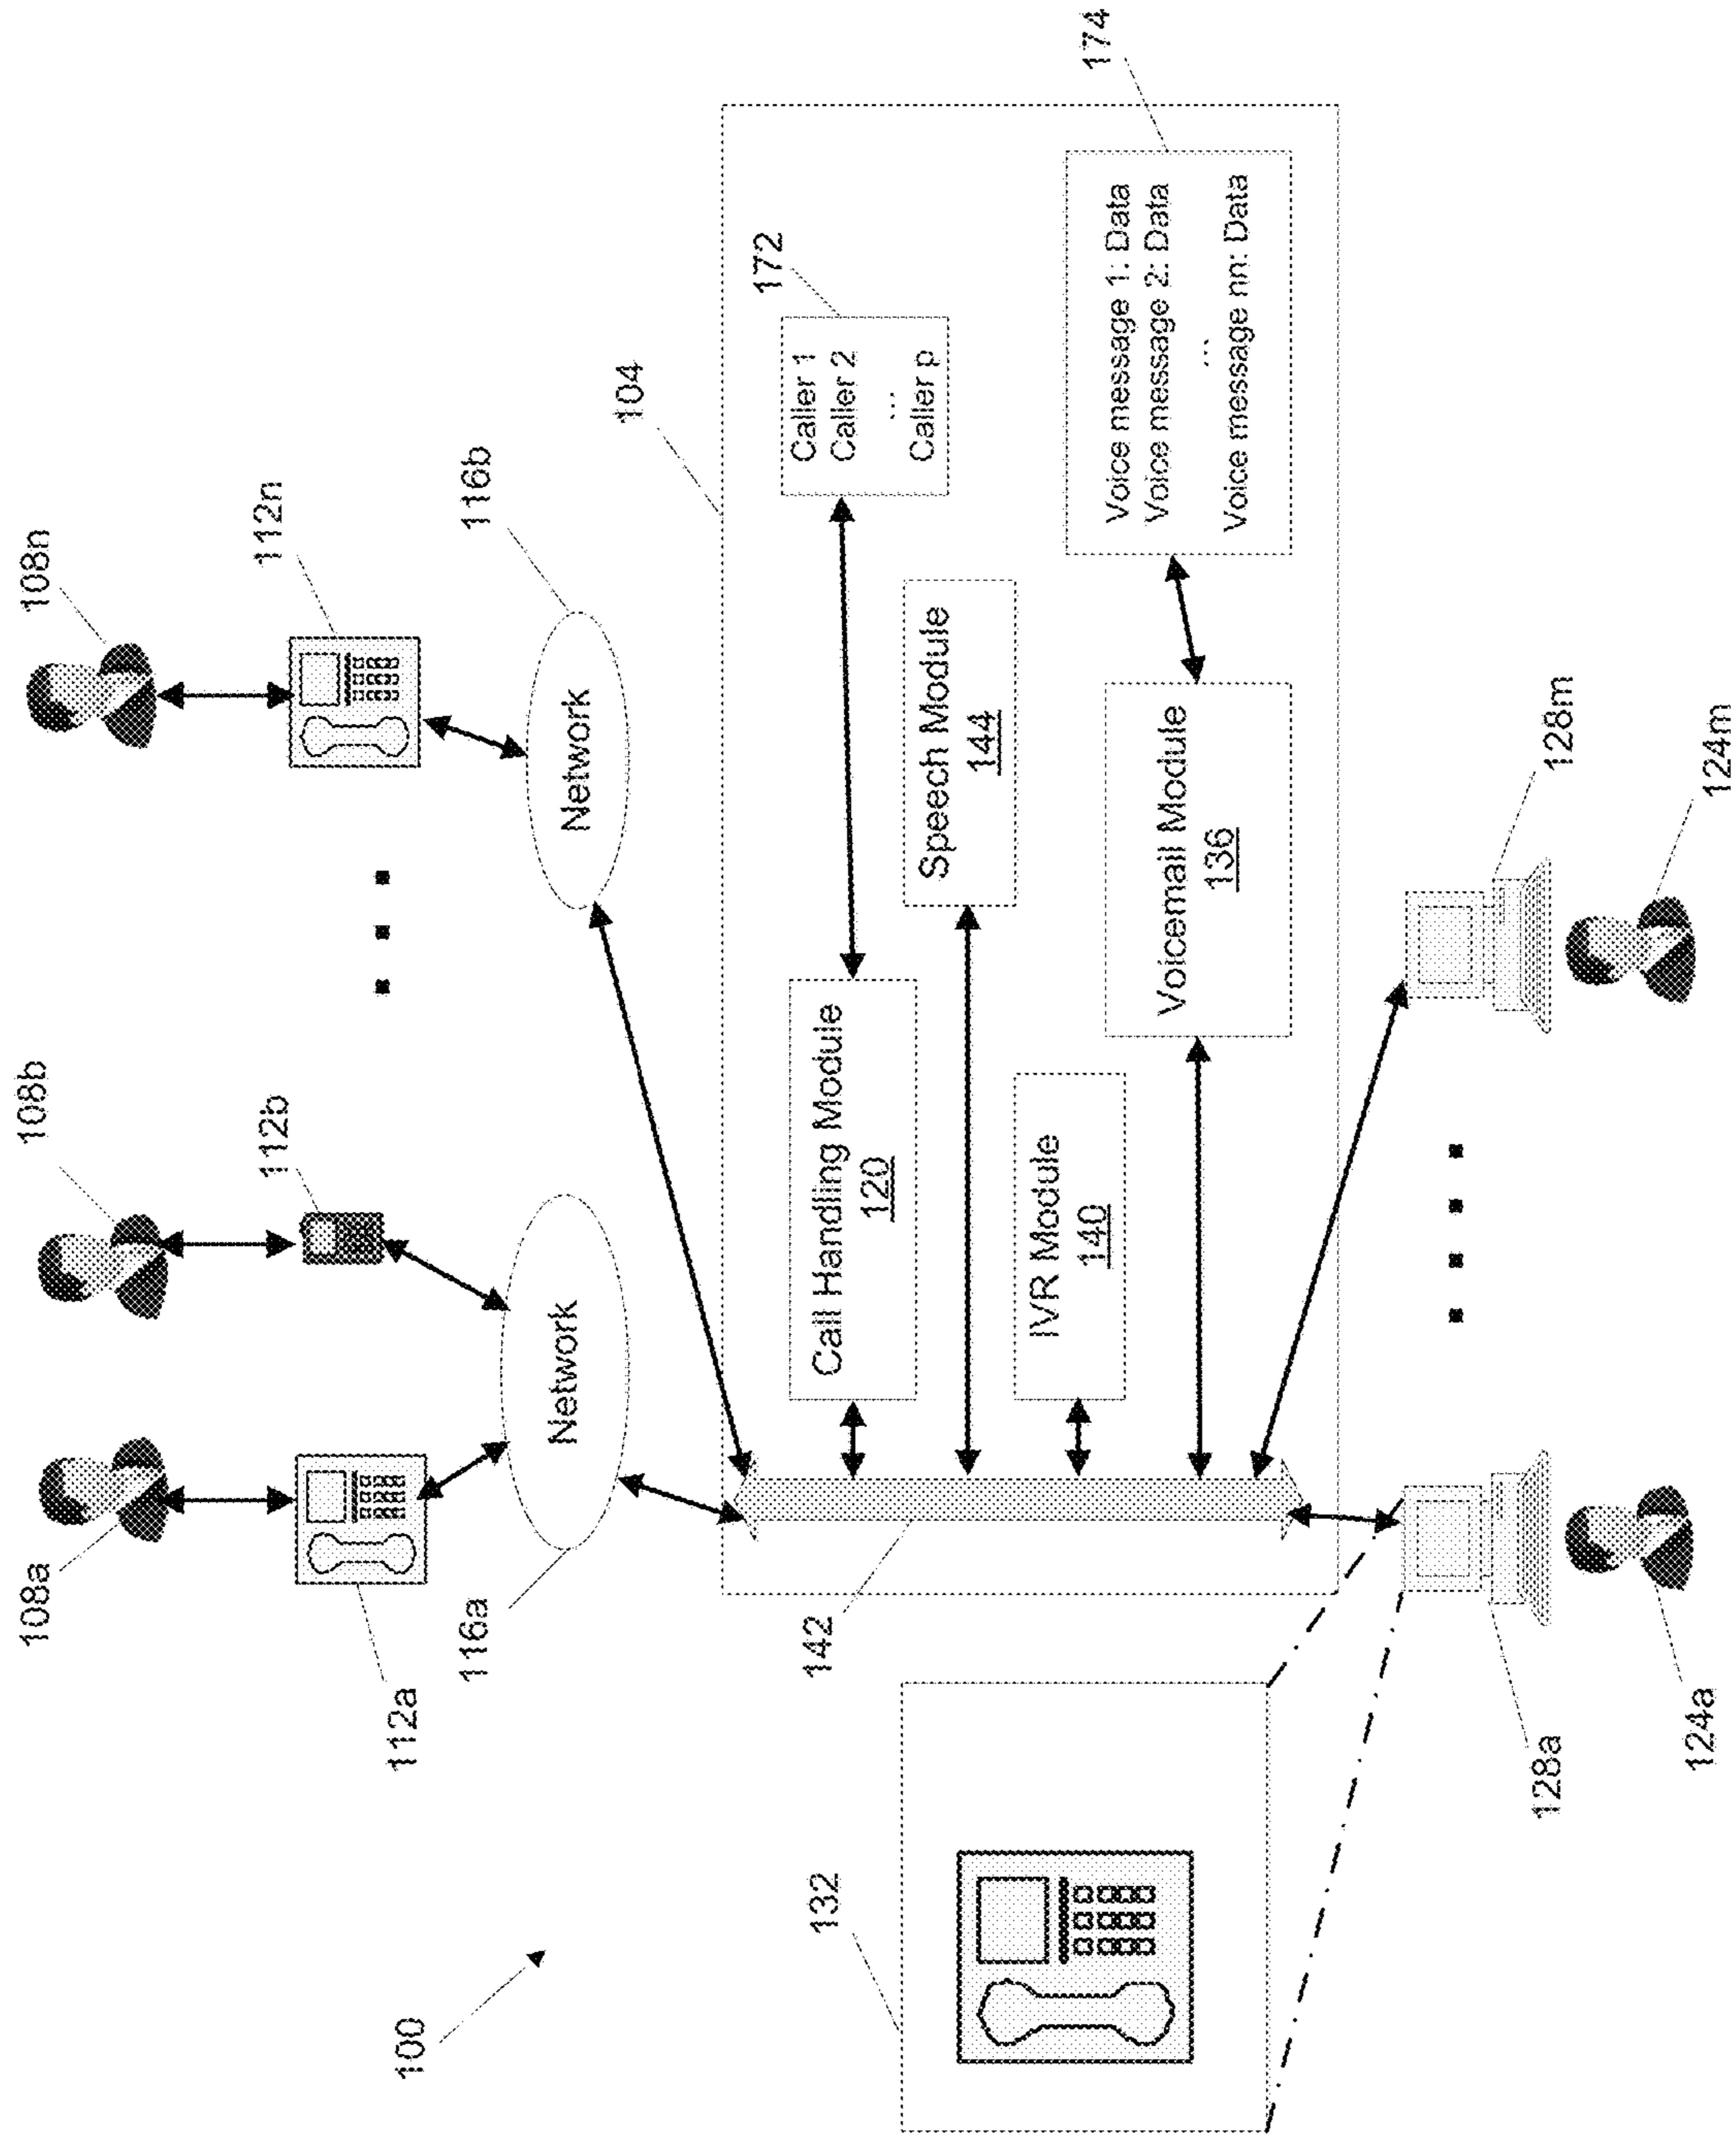 108a
108b
108n
112a
112b
112n
116a
Network
Network
116b
104
142
Call Handling Module
120
172
Caller 1
Caller 2
...
Caller p
Speech Module
144
IVR Module
140
Voicemail Module
136
174
Voice message 1: Data
Voice message 2: Data
...
Voice message nn: Data
100
132
128a
124a
128m
124m